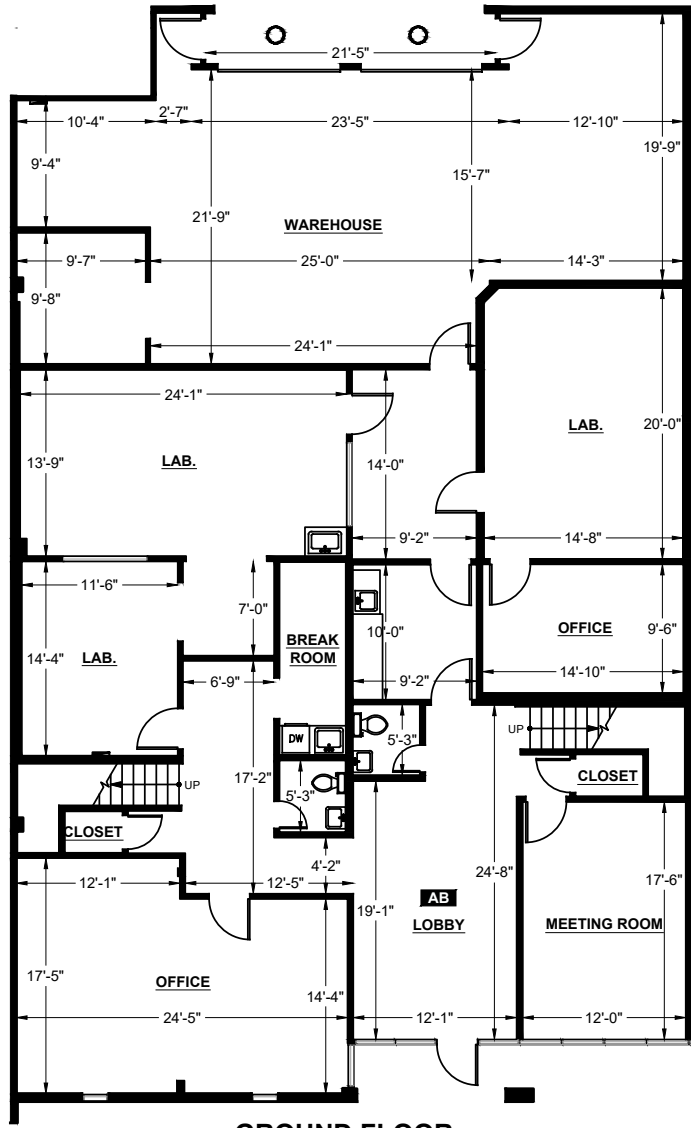 21'-5"
10'-4"
2'-7"
23'-5"
12'-10"
9'-4"
15'-7"
19'-9"
21'-9"
WAREHOUSE
9'-7"
25'-0"
14'-3"
9'-8"
24'-1"
24'-1"
13'-9"
LAB.
14'-0"
LAB.
20'-0"
9'-2"
14'-8"
11'-6"
7'-0"
10'-0"
OFFICE
9'-6"
BREAK
ROOM
14'-4"
LAB.
6'-9"
9'-2"
14'-10"
UP
DW
5'-3"
17'-2"
CLOSET
UP
5'-3"
CLOSET
4'-2"
12'-1"
12'-5"
24'-8"
17'-6"
AB
19'-1"
LOBBY
MEETING ROOM
17'-5"
OFFICE
14'-4"
24'-5"
12'-1"
12'-0"
GROUND FLOOR